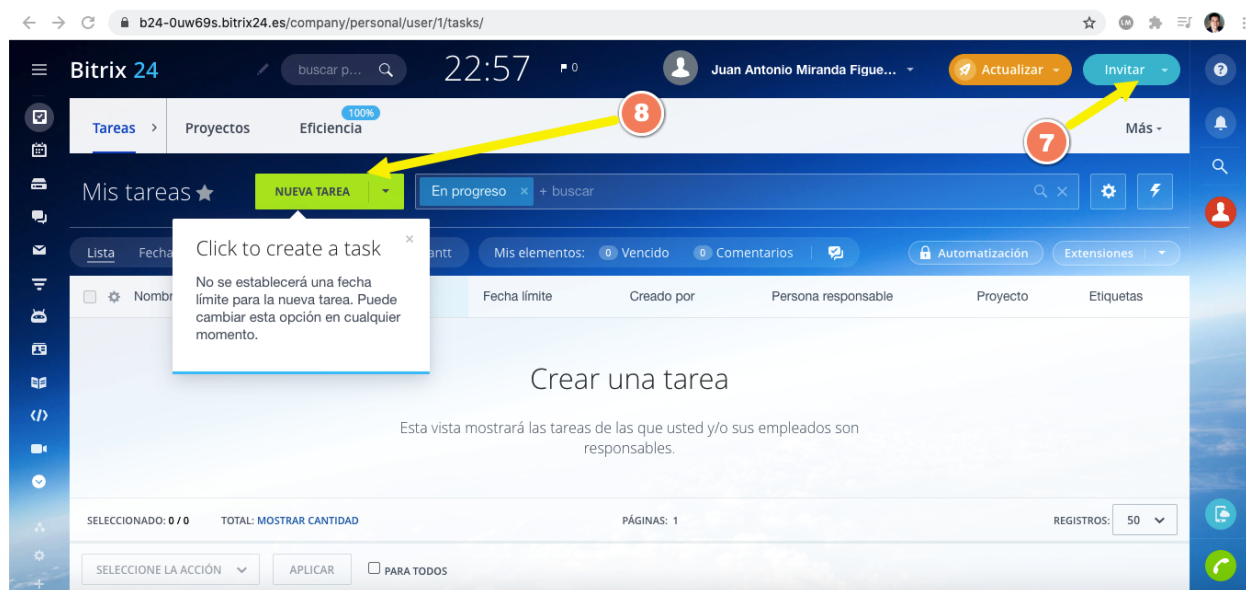 b24-0uw69s.bitrix24.es/company/personal/user/1/tasks/
Bitrix 24
buscar p...
22:57
0
Juan Antonio Miranda Figue...
Actualizar
Invitar
Tareas >
Proyectos
100%
Eficiencia
8
7
Más
Mis tareas
NUEVA TAREA
En progreso ×
+ buscar
Click to create a task
×
No se establecerá una fecha
límite para la nueva tarea. Puede
cambiar esta opción en cualquier
momento.
Lista
Fecha
antt
Mis elementos:
0 Vencido
0 Comentarios
Automatización
Extensiones
Nombr
Fecha límite
Creado por
Persona responsable
Proyecto
Etiquetas
Crear una tarea
Esta vista mostrará las tareas de las que usted y/o sus empleados son
responsables.
SELECCIONADO: 0 / 0
TOTAL: MOSTRAR CANTIDAD
PÁGINAS: 1
REGISTROS: 50
SELECCIONE LA ACCIÓN
APLICAR
PARA TODOS